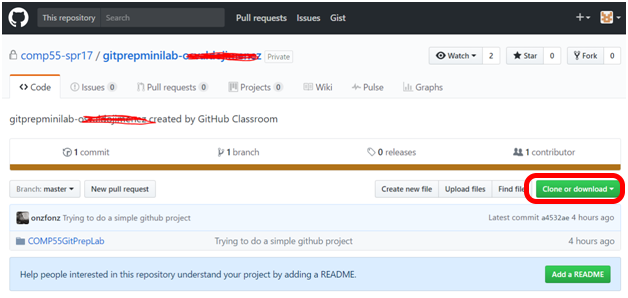 This repository Search Pull requests Issues Gist
comp55-spr17 / gitprepminilab- Private
Watch 2 Star 0 Fork 0
Code Issues 0 Pull requests 0 Projects 0 Wiki Pulse Graphs
gitprepminilab- created by GitHub Classroom
1 commit 1 branch 0 releases 1 contributor
Branch: master New pull request Create new file Upload files Find file Clone or download
onzfonz Trying to do a simple github project Latest commit a4532ae 4 hours ago
COMP55GitPrepLab Trying to do a simple github project 4 hours ago
Help people interested in this repository understand your project by adding a README. Add a README